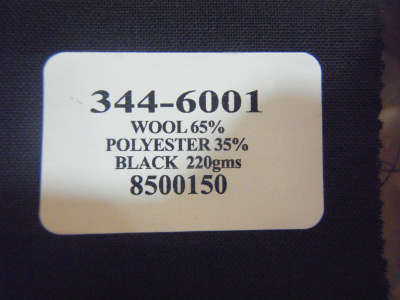 344-6001
WOOL 65%
POLYESTER 35%
BLACK 220gms
8500150